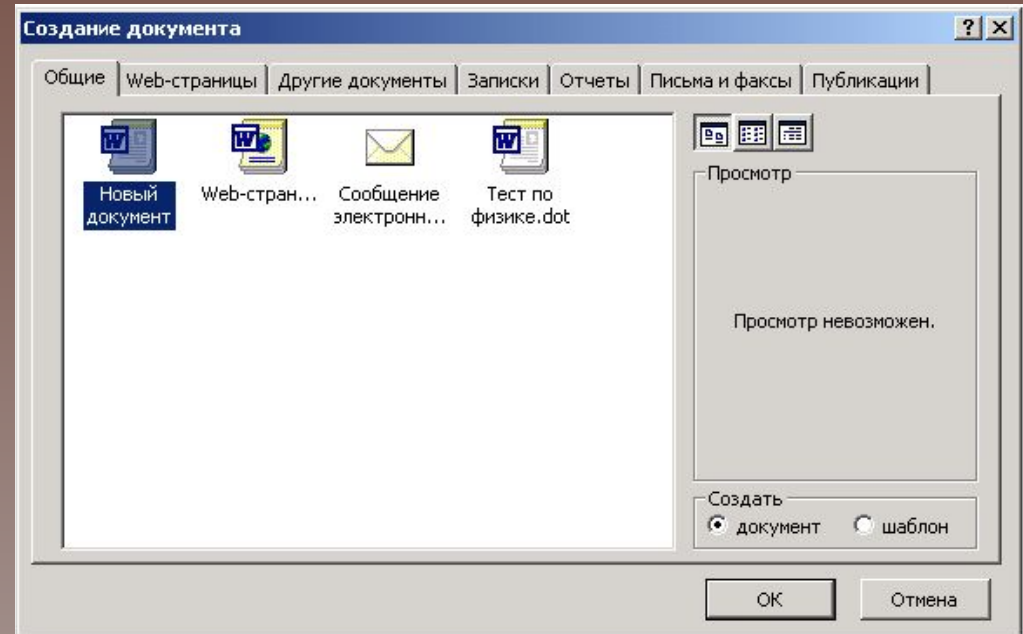 Создание документа
Общие Web-страницы Другие документы Записки Отчеты Письма и факсы Публикации
Новый документ
Web-стран...
Сообщение электронн...
Тест по физике.dot
Просмотр
Просмотр невозможен.
Создать
документ шаблон
ОК Отмена